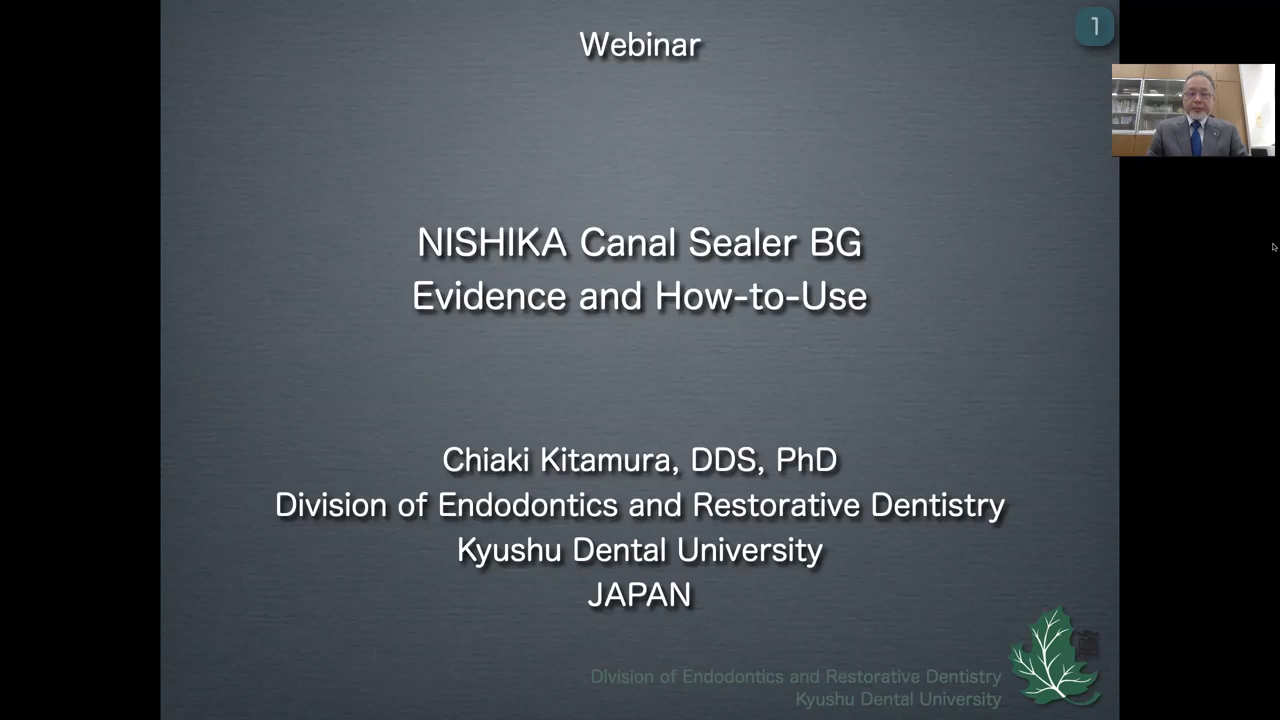 Webinar
1
NISHIKA Canal Sealer BG
Evidence and How-to-Use
Chiaki Kitamura, DDS, PhD
Division of Endodontics and Restorative Dentistry
Kyushu Dental University
JAPAN
Division of Endodontics and Restorative Dentistry
Kyushu Dental University